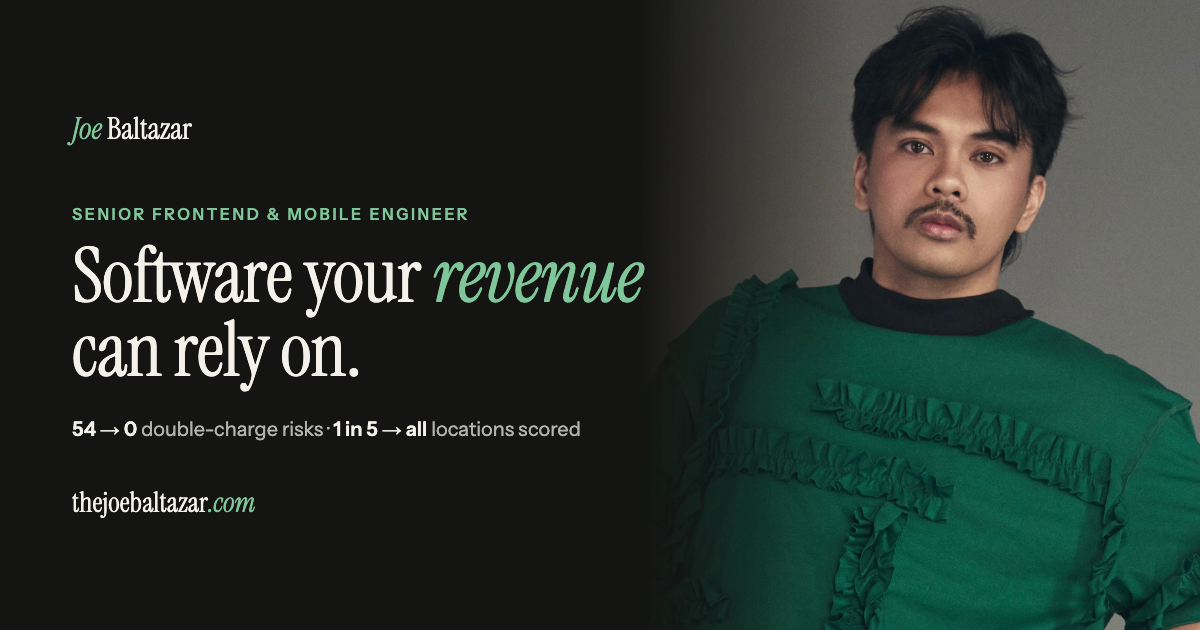 Joe Baltazar
SENIOR FRONTEND & MOBILE ENGINEER
Software your revenue
can rely on.
54 → 0 double-charge risks · 1 in 5 → all locations scored
thejoebaltazar.com